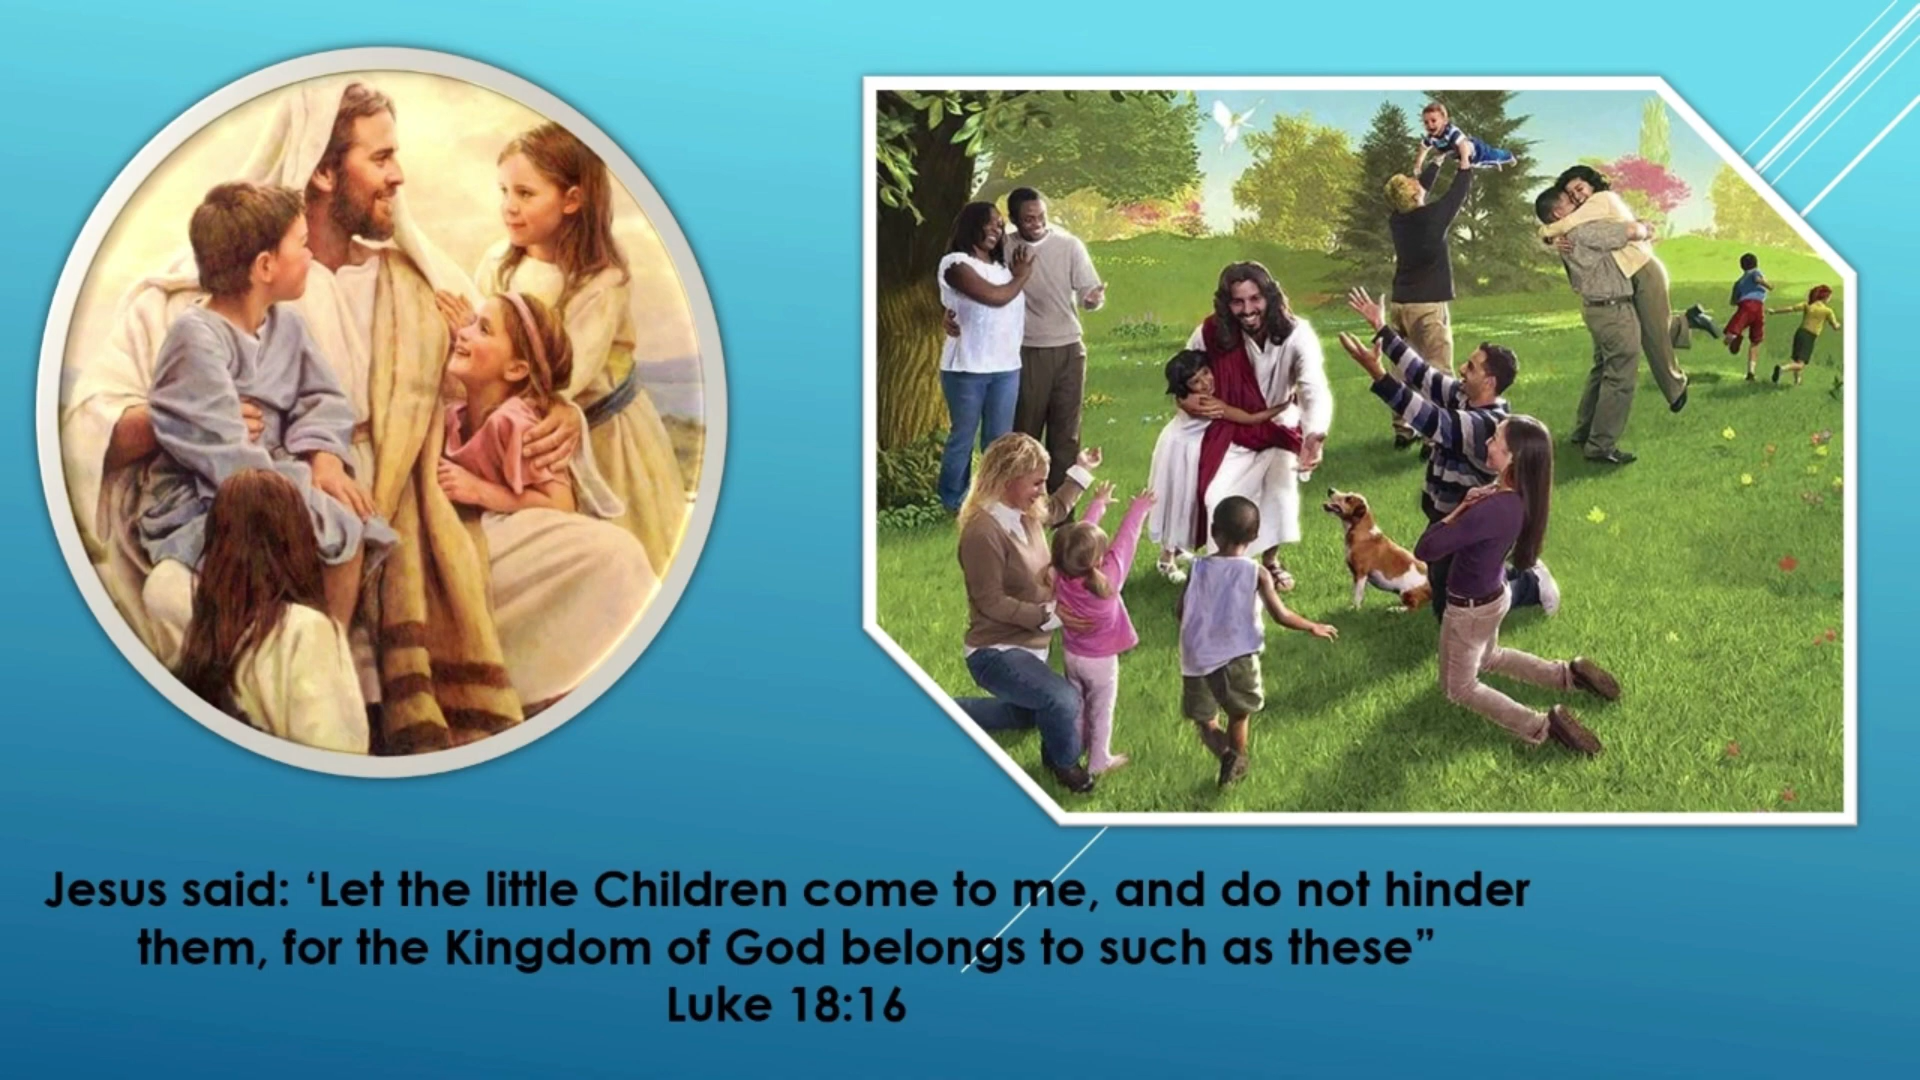 Jesus said: ‘Let the little Children come to me, and do not hinder
them, for the Kingdom of God belongs to such as these”
Luke 18:16